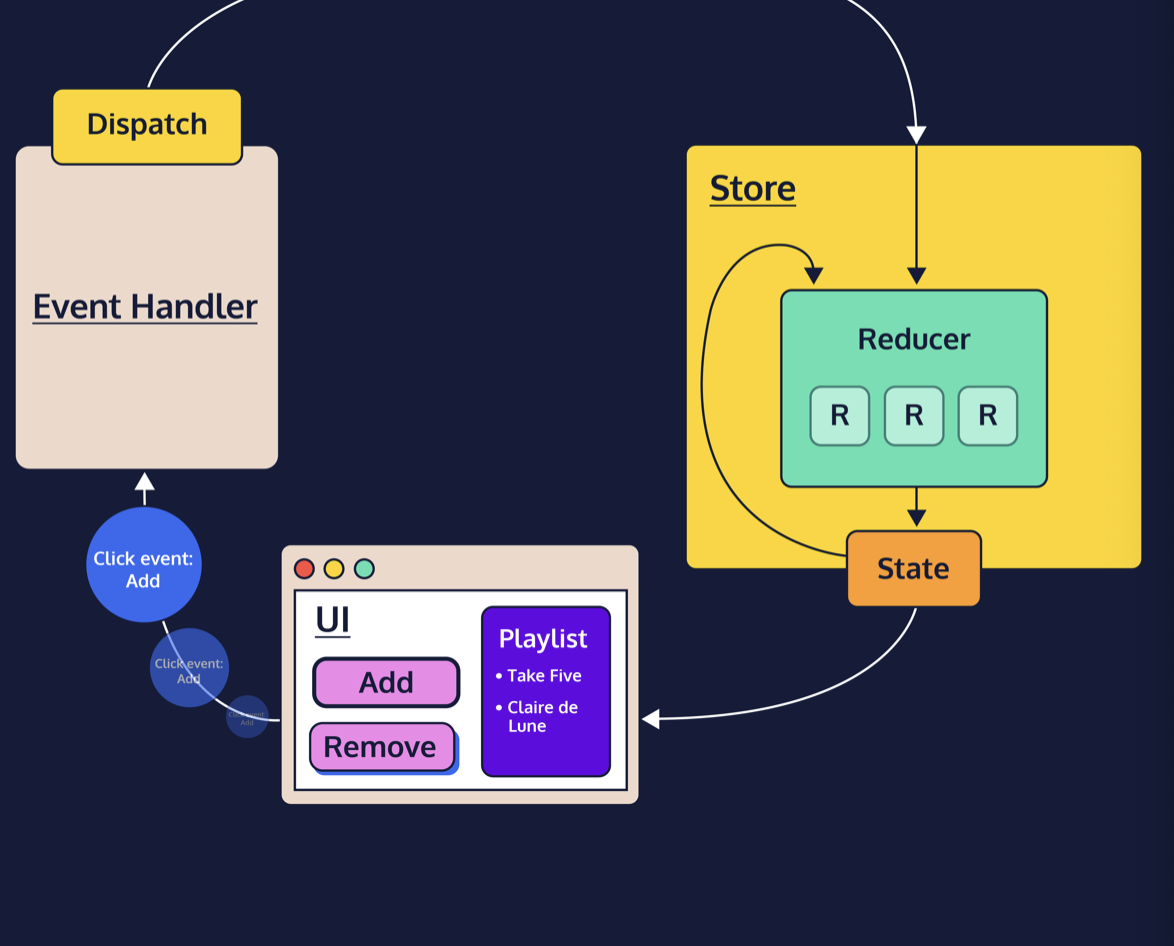 Dispatch
Event Handler
Store
Reducer
R R R
State
Click event:
Add
Click event:
Add
Click event:
Add
UI
Add
Remove
Playlist
• Take Five
• Claire de
Lune